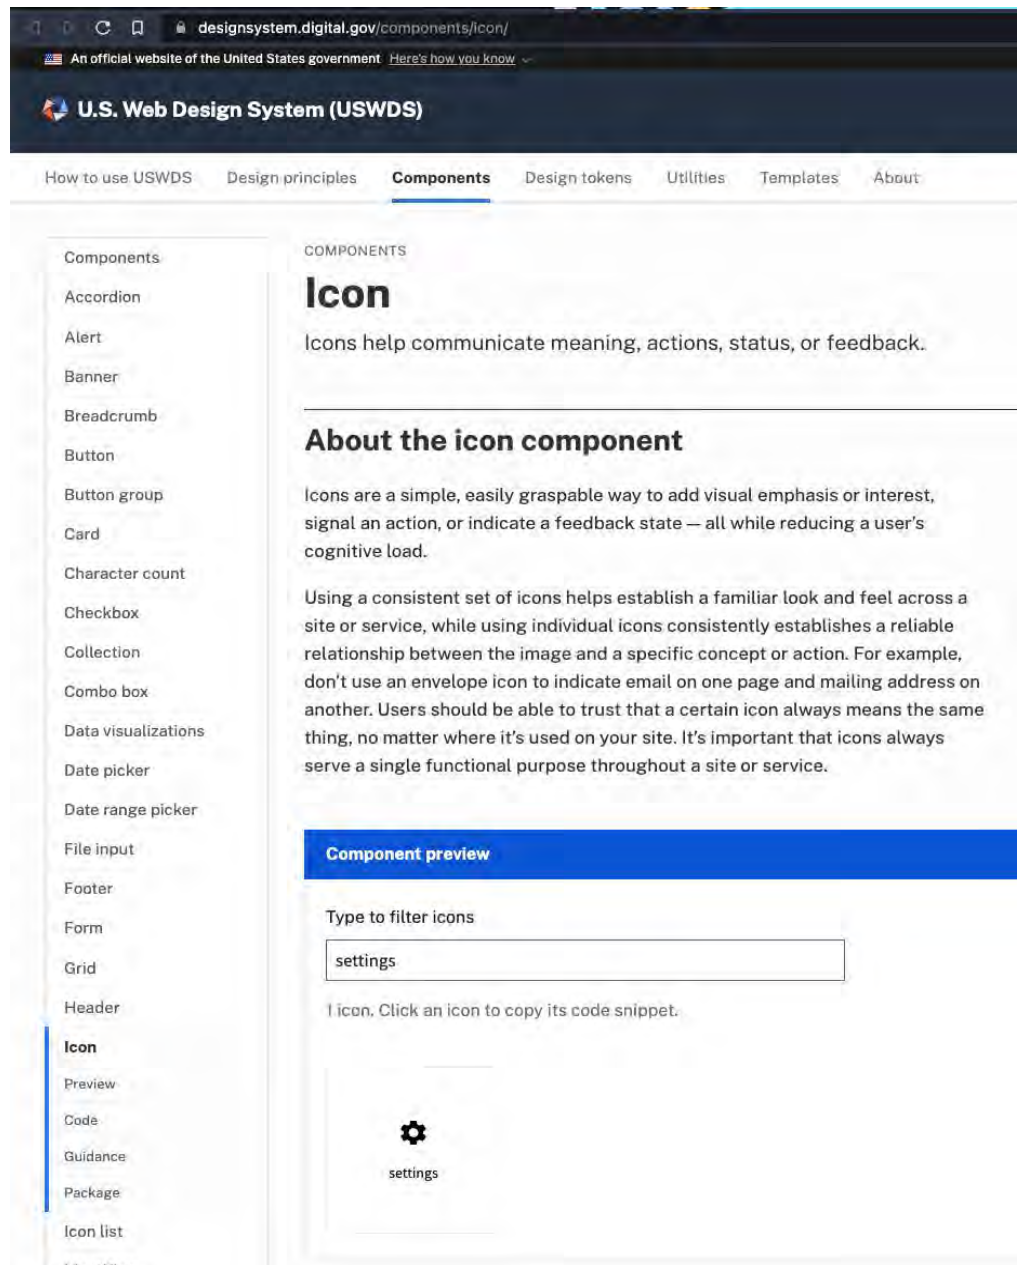 designsystem.digital.gov/components/icon/
An official website of the United States government Here's how you know
U.S. Web Design System (USWDS)
How to use USWDS Design principles Components Design tokens Utilities Templates About
Components
Accordion
Alert
Banner
Breadcrumb
Button
Button group
Card
Character count
Checkbox
Collection
Combo box
Data visualizations
Date picker
Date range picker
File input
Footer
Form
Grid
Header
Icon
Preview
Code
Guidance
Package
Icon list
COMPONENTS
Icon
Icons help communicate meaning, actions, status, or feedback.
About the icon component
Icons are a simple, easily graspable way to add visual emphasis or interest,
signal an action, or indicate a feedback state — all while reducing a user's
cognitive load.
Using a consistent set of icons helps establish a familiar look and feel across a
site or service, while using individual icons consistently establishes a reliable
relationship between the image and a specific concept or action. For example,
don't use an envelope icon to indicate email on one page and mailing address on
another. Users should be able to trust that a certain icon always means the same
thing, no matter where it's used on your site. It's important that icons always
serve a single functional purpose throughout a site or service.
Component preview
Type to filter icons
settings
1 icon. Click an icon to copy its code snippet.
settings